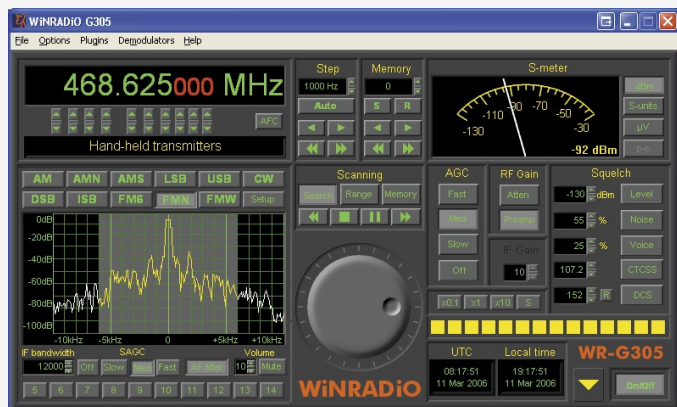 WiNRADiO G305
File Options Plugins Demodulators Help
468.625000 MHz
AFC
Hand-held transmitters
Step
1000 Hz
Auto
Memory
0
S R
S-meter
-130 -110 -90 -70 -50 -30
-92 dBm
dBm
S-units
µV
p-p
AM AMN AMS LSB USB CW
DSB ISB FM6 FMN FMW Setup
0dB
-20dB
-40dB
-60dB
-80dB
-100dB
-10kHz -5kHz 0 +5kHz +10kHz
IF bandwidth SAGC Volume
12000 Off Slow Med Fast AF filter 10 Mute
5 6 7 8 9 10 11 12 13 14
Scanning
Search Range Memory
WiNRADiO
AGC
Fast
Med
Slow
Off
RF Gain
Atten
Preamp
IF Gain
10
Squelch
-130 dBm Level
55 % Noise
25 % Voice
107.2 CTCSS
152 R DCS
x0.1 x1 x10 S
UTC
08:17:51
11 Mar 2006
Local time
19:17:51
11 Mar 2006
WR-G305
On/Off